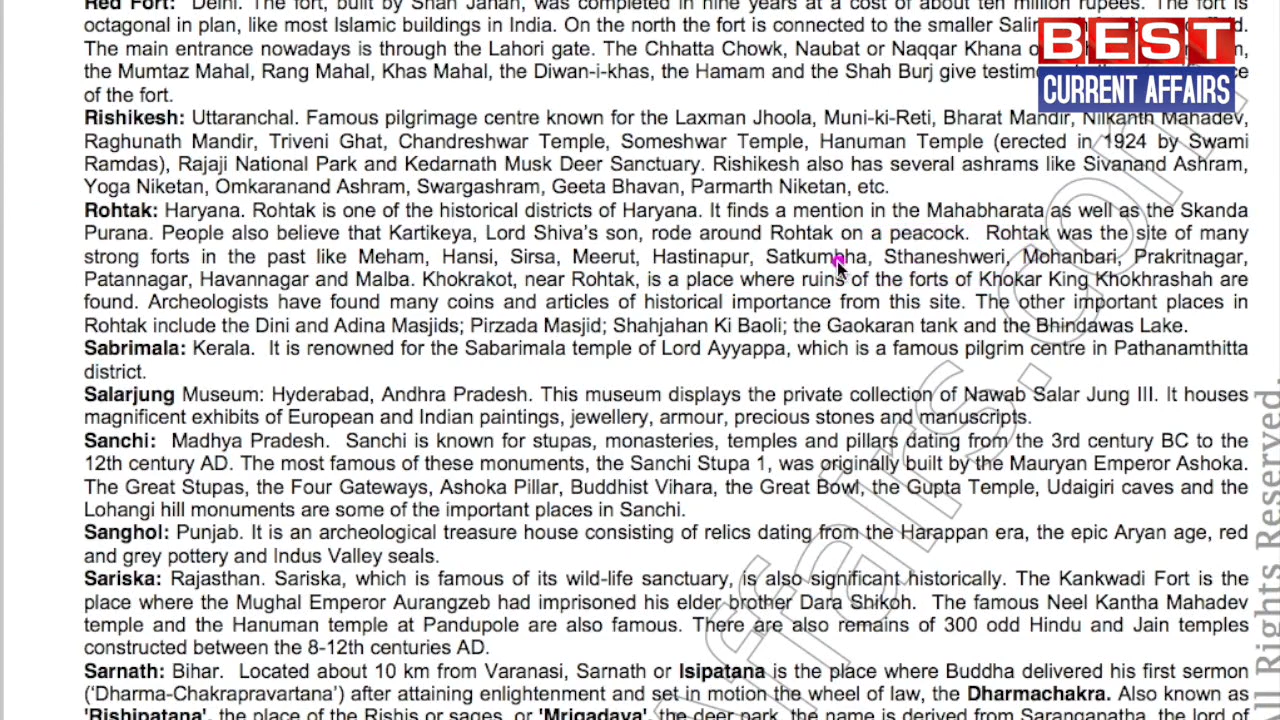 Red Fort: Delhi. The fort, built by Shah Jahan, was completed in nine years at a cost of about ten million rupees. The fort is
octagonal in plan, like most Islamic buildings in India. On the north the fort is connected to the smaller
The main entrance nowadays is through the Lahori gate. The Chhatta Chowk, Naubat or Naqqar Khana
the Mumtaz Mahal, Rang Mahal, Khas Mahal, the Diwan-i-khas, the Hamam and the Shah Burj give
of the fort.
BEST
CURRENT AFFAIRS
Rishikesh: Uttaranchal. Famous pilgrimage centre known for the Laxman Jhoola, Muni-ki-Reti, Bharat Mandir, Nilkanth Mahadev,
Raghunath Mandir, Triveni Ghat, Chandreshwar Temple, Someshwar Temple, Hanuman Temple (erected in 1924 by Swami
Ramdas), Rajaji National Park and Kedarnath Musk Deer Sanctuary. Rishikesh also has several ashrams like Sivanand Ashram,
Yoga Niketan, Omkaranand Ashram, Swargashram, Geeta Bhavan, Parmarth Niketan, etc.
Rohtak: Haryana. Rohtak is one of the historical districts of Haryana. It finds a mention in the Mahabharata as well as the Skanda
Purana. People also believe that Kartikeya, Lord Shiva's son, rode around Rohtak on a peacock. Rohtak was the site of many
strong forts in the past like Meham, Hansi, Sirsa, Meerut, Hastinapur, Sthaneshweri, Mohanbari, Prakritnagar,
Patannagar, Havannagar and Malba. Khokrakot, near Rohtak, is a place where ruins of the forts of Khokar King Khokhrashah are
found. Archeologists have found many coins and articles of historical importance from this site. The other important places in
Rohtak include the Dini and Adina Masjids; Pirzada Masjid; Shahjahan Ki Baoli; the Gaokaran tank and the Bhindawas Lake.
Sabrimala: Kerala. It is renowned for the Sabarimala temple of Lord Ayyappa, which is a famous pilgrim centre in Pathanamthitta
district.
Salarjung Museum: Hyderabad, Andhra Pradesh. This museum displays the private collection of Nawab Salar Jung III. It houses
magnificent exhibits of European and Indian paintings, jewellery, armour, precious stones and manuscripts.
Sanchi: Madhya Pradesh. Sanchi is known for stupas, monasteries, temples and pillars dating from the 3rd century BC to the
12th century AD. The most famous of these monuments, the Sanchi Stupa 1, was originally built by the Mauryan Emperor Ashoka.
The Great Stupas, the Four Gateways, Ashoka Pillar, Buddhist Vihara, the Great Bowl, the Gupta Temple, Udaigiri caves and the
Lohangi hill monuments are some of the important places in Sanchi.
Sanghol: Punjab. It is an archeological treasure house consisting of relics dating from the Harappan era, the epic Aryan age, red
and grey pottery and Indus Valley seals.
Sariska: Rajasthan. Sariska, which is famous of its wild-life sanctuary, is also significant historically. The Kankwadi Fort is the
place where the Mughal Emperor Aurangzeb had imprisoned his elder brother Dara Shikoh. The famous Neel Kantha Mahadev
temple and the Hanuman temple at Pandupole are also famous. There are also remains of 300 odd Hindu and Jain temples
constructed between the 8-12th centuries AD.
Sarnath: Bihar. Located about 10 km from Varanasi, Sarnath or Isipatana is the place where Buddha delivered his first sermon
('Dharma-Chakrapravartana') after attaining enlightenment and set in motion the wheel of law, the Dharmachakra. Also known as
'Rishipatana', the place of the Rishis or sages, or 'Mrigadava', the deer park, the name is derived from Saranganatha, the lord of
Affairs.com
All Rights Reserved.